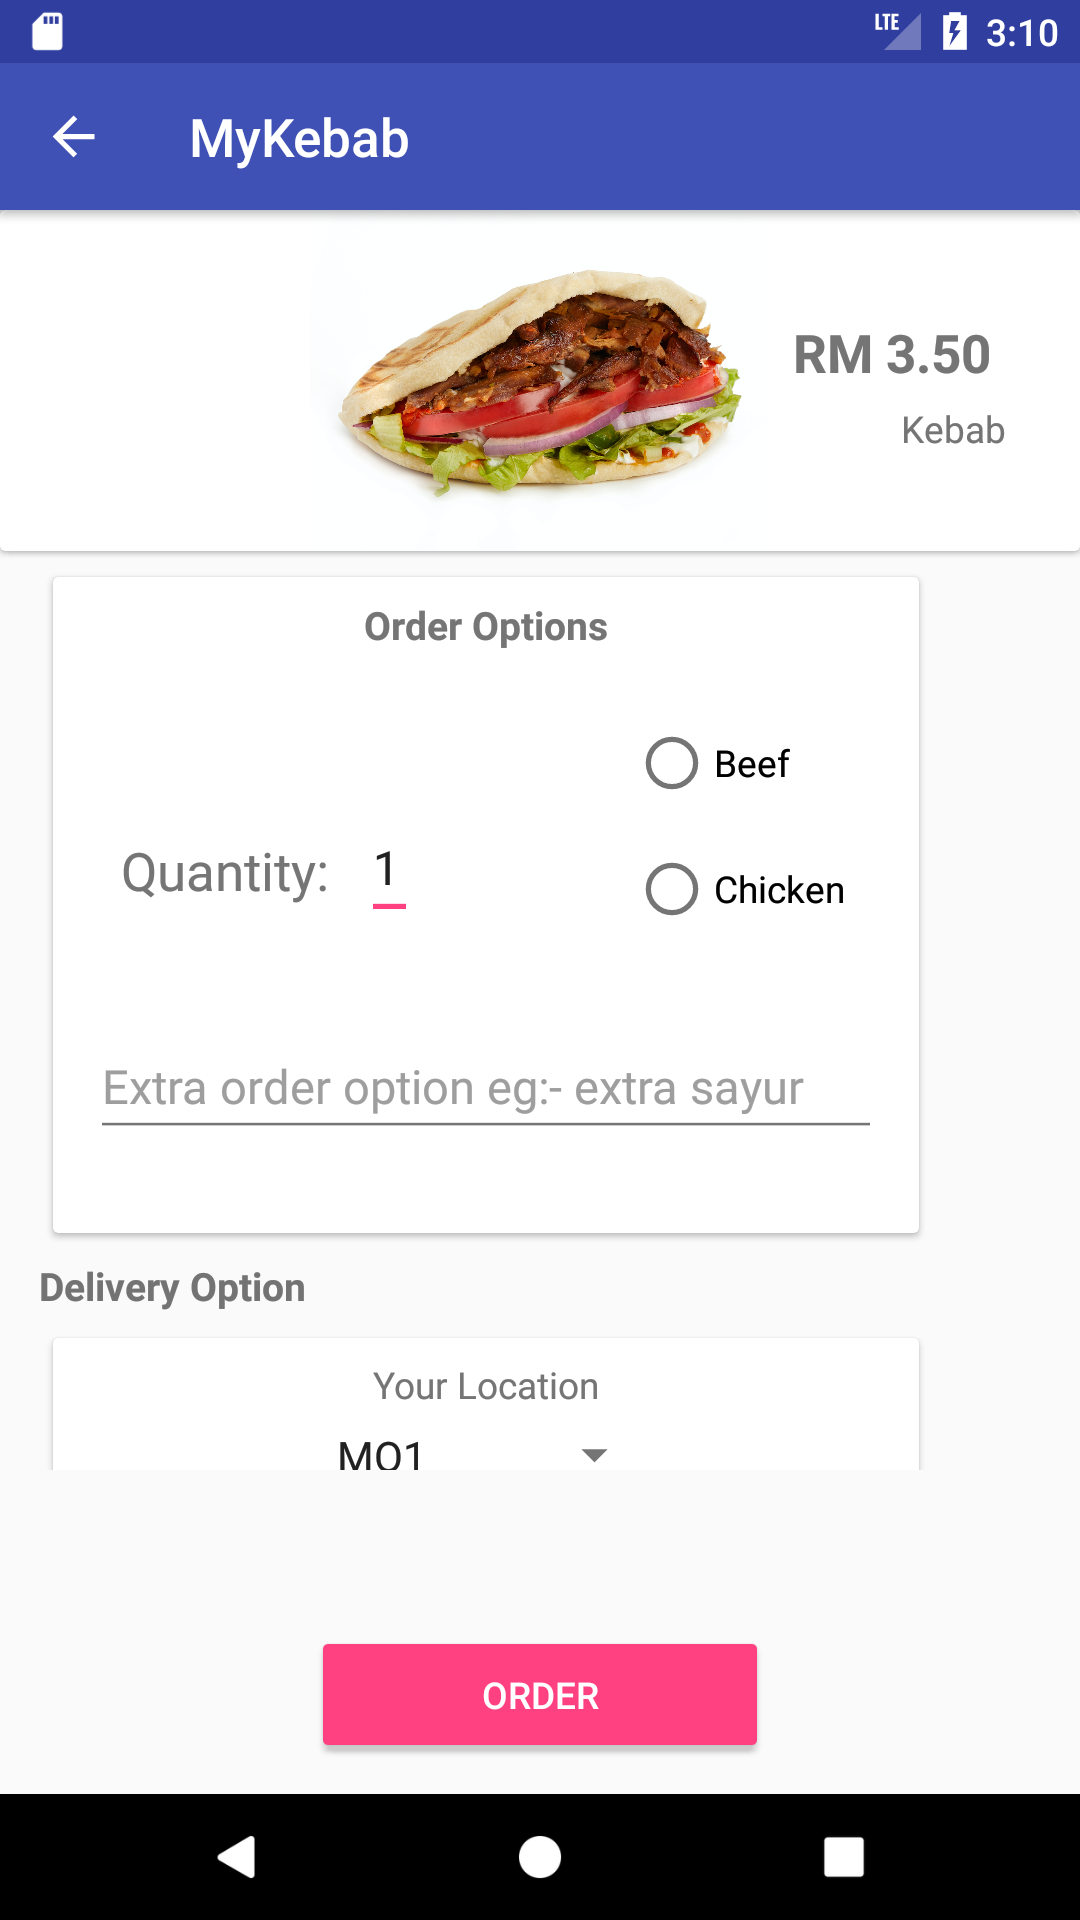 LTE 3:10
MyKebab
RM 3.50
Kebab
Order Options
Beef
Quantity: 1
Chicken
Extra order option eg:- extra sayur
Delivery Option
Your Location
MO1
ORDER